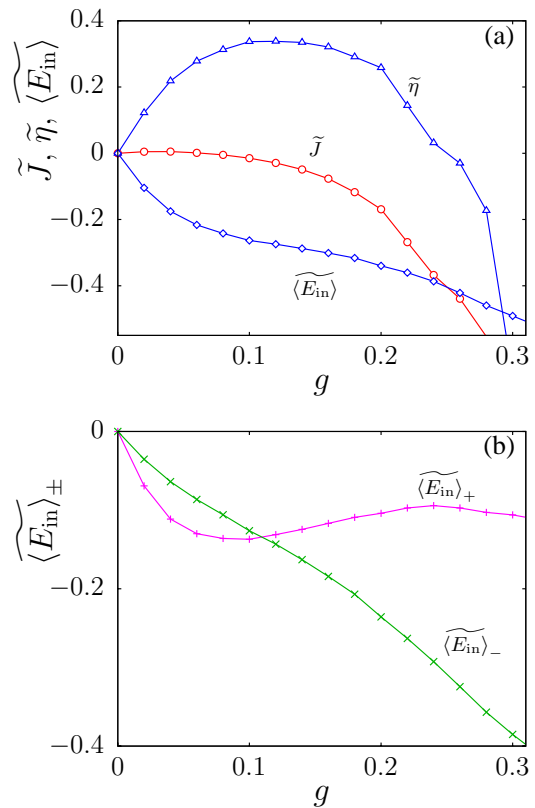 (a)
0.4
0.2
0
−0.2
−0.4
J̃, η̃, ⟨E_in⟩~
η̃
J̃
⟨E_in⟩~
0 0.1 0.2 0.3
g
(b)
0
−0.2
−0.4
⟨E_in⟩~_±
⟨E_in⟩~_+
⟨E_in⟩~_−
0 0.1 0.2 0.3
g